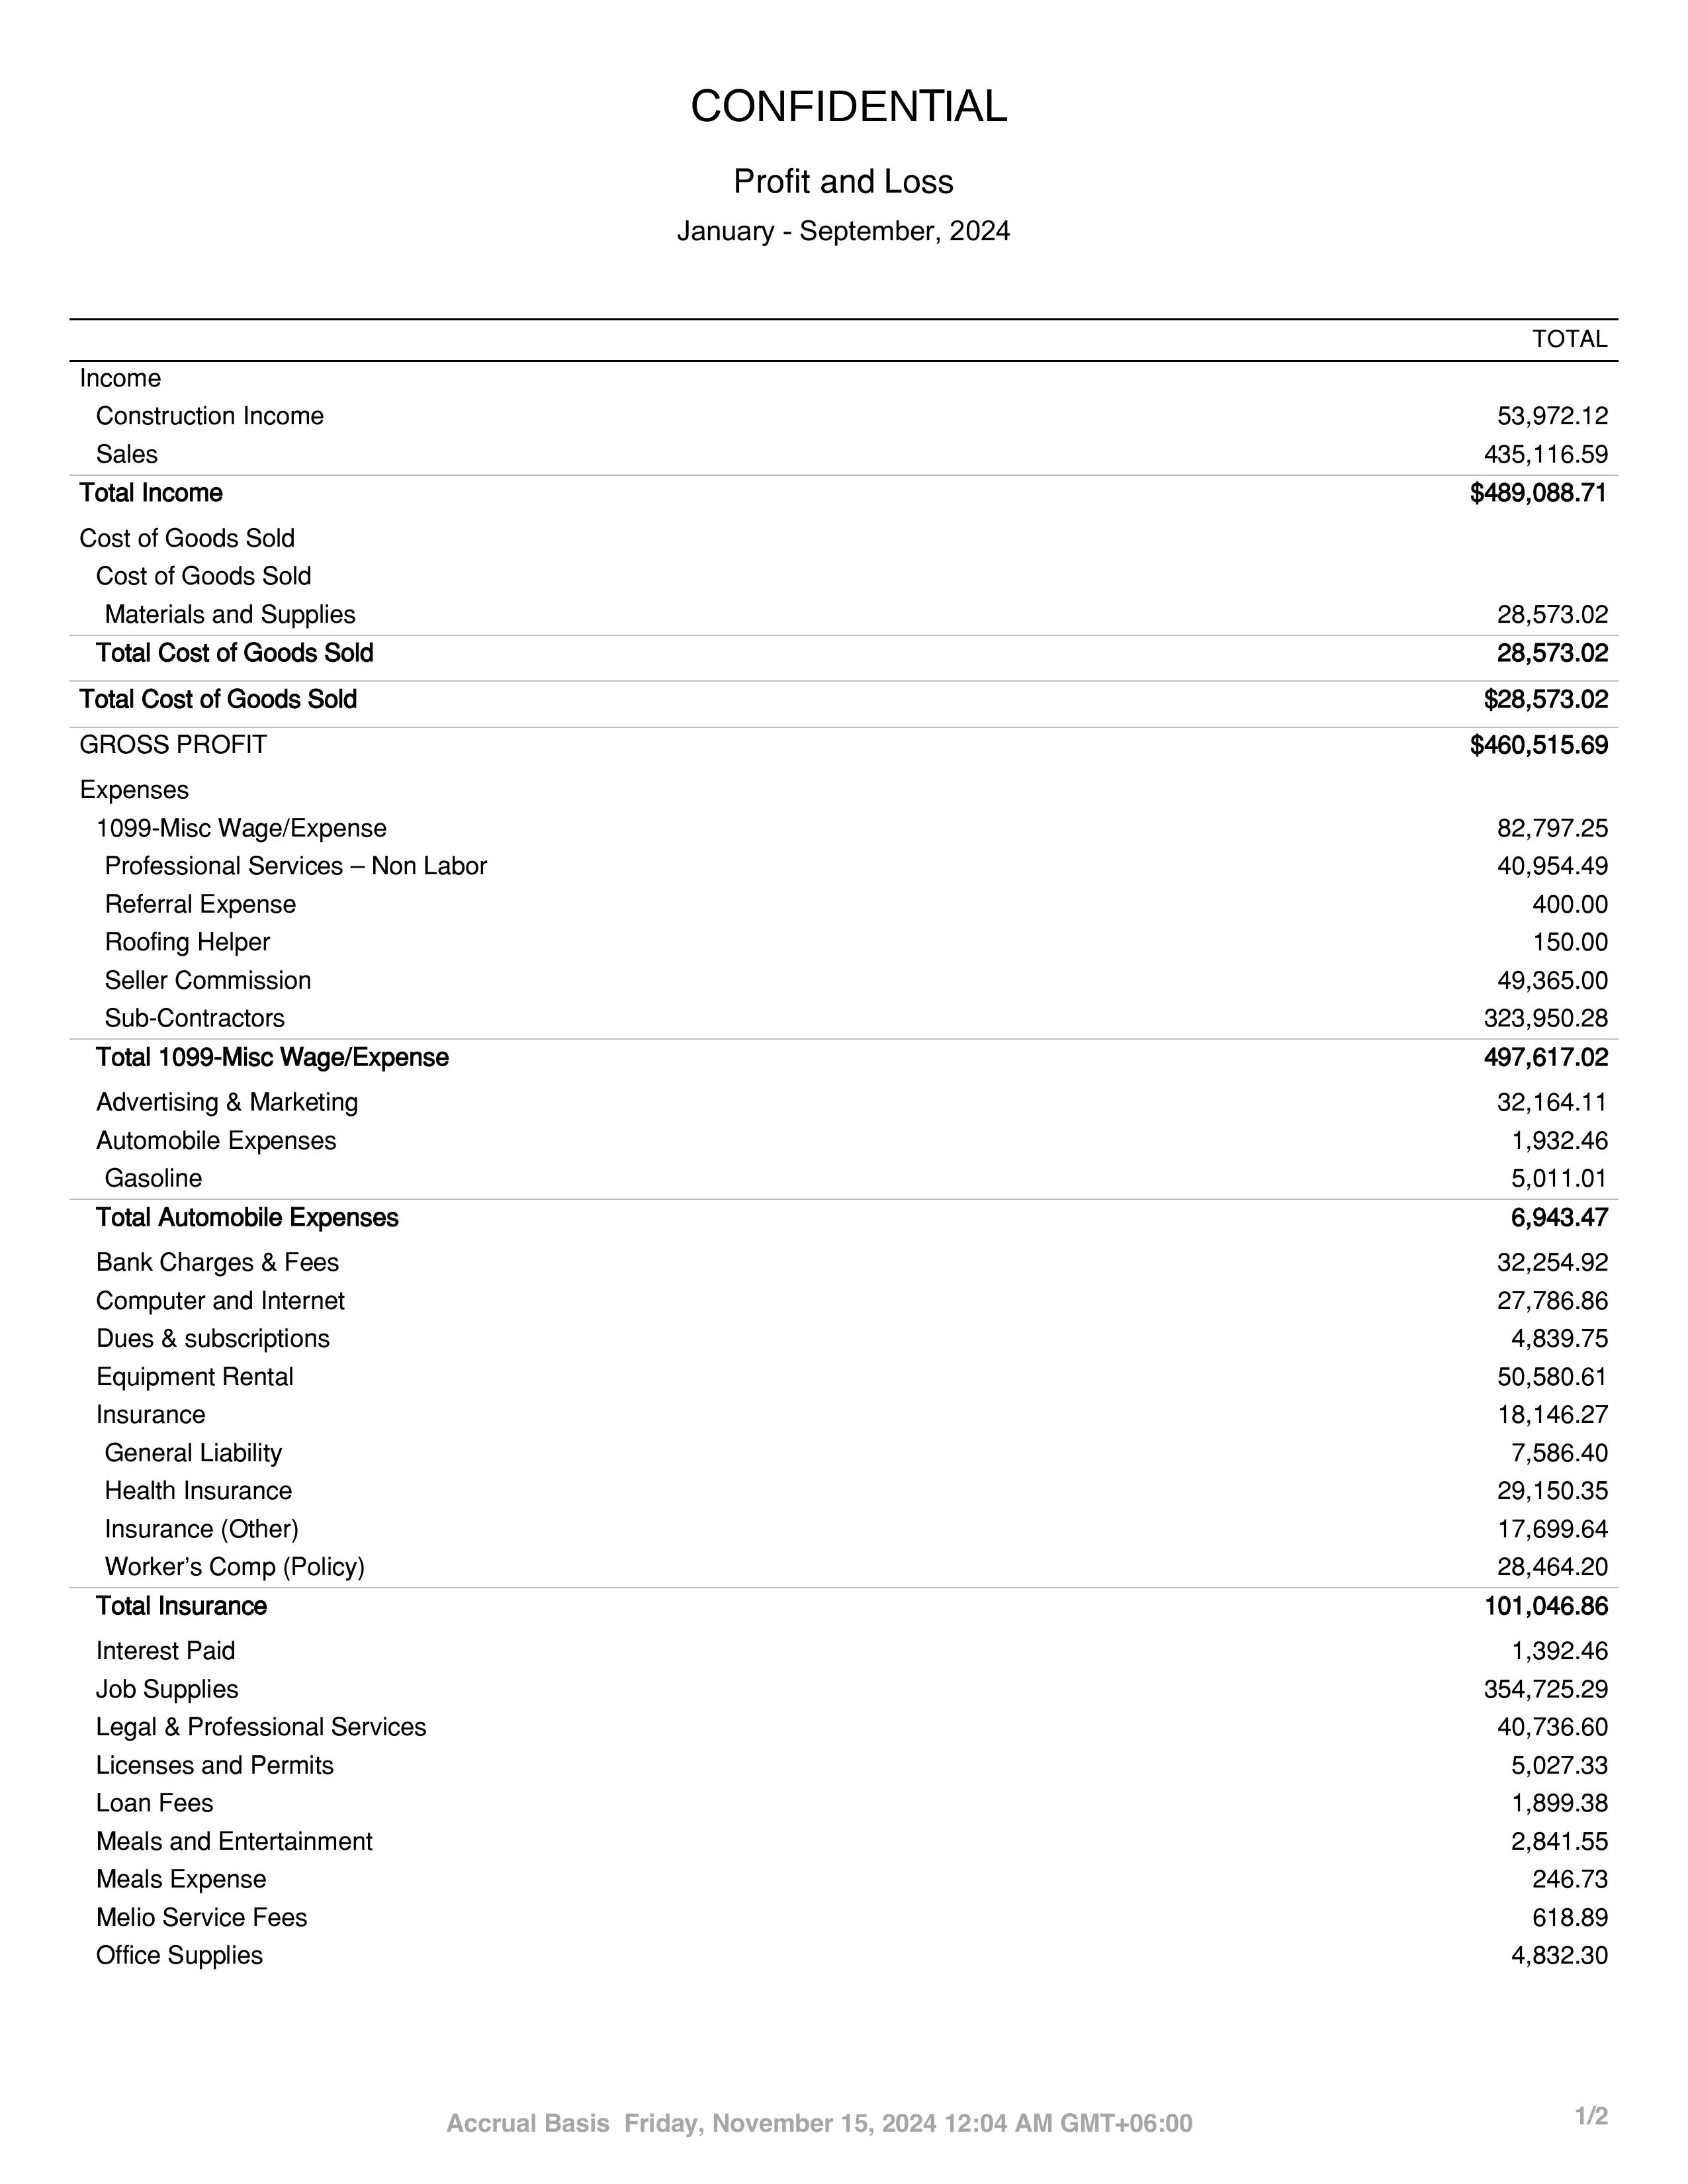 CONFIDENTIAL
Profit and Loss
January - September, 2024
TOTAL
Income
Construction Income 53,972.12
Sales 435,116.59
Total Income $489,088.71
Cost of Goods Sold
Cost of Goods Sold
Materials and Supplies 28,573.02
Total Cost of Goods Sold 28,573.02
Total Cost of Goods Sold $28,573.02
GROSS PROFIT $460,515.69
Expenses
1099-Misc Wage/Expense 82,797.25
Professional Services – Non Labor 40,954.49
Referral Expense 400.00
Roofing Helper 150.00
Seller Commission 49,365.00
Sub-Contractors 323,950.28
Total 1099-Misc Wage/Expense 497,617.02
Advertising & Marketing 32,164.11
Automobile Expenses 1,932.46
Gasoline 5,011.01
Total Automobile Expenses 6,943.47
Bank Charges & Fees 32,254.92
Computer and Internet 27,786.86
Dues & subscriptions 4,839.75
Equipment Rental 50,580.61
Insurance 18,146.27
General Liability 7,586.40
Health Insurance 29,150.35
Insurance (Other) 17,699.64
Worker’s Comp (Policy) 28,464.20
Total Insurance 101,046.86
Interest Paid 1,392.46
Job Supplies 354,725.29
Legal & Professional Services 40,736.60
Licenses and Permits 5,027.33
Loan Fees 1,899.38
Meals and Entertainment 2,841.55
Meals Expense 246.73
Melio Service Fees 618.89
Office Supplies 4,832.30
Accrual Basis Friday, November 15, 2024 12:04 AM GMT+06:00 1/2